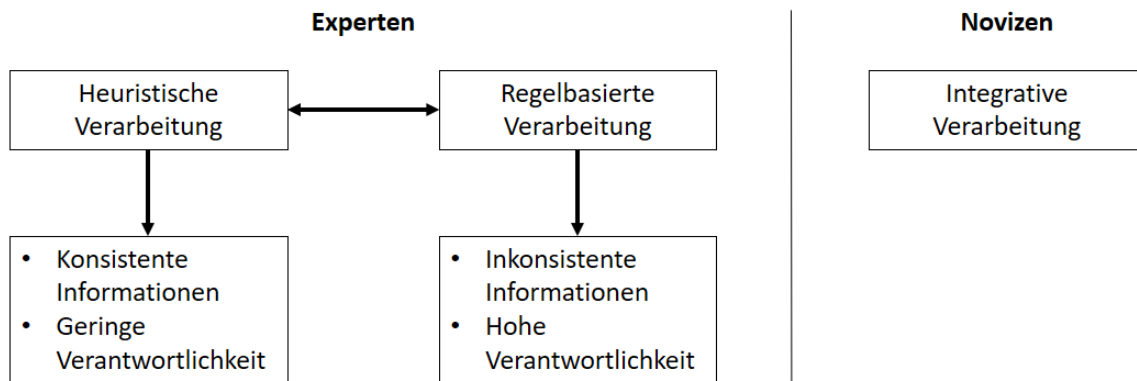 Experten
Novizen
Heuristische
Verarbeitung
Regelbasierte
Verarbeitung
Integrative
Verarbeitung
• Konsistente
Informationen
• Geringe
Verantwortlichkeit
• Inkonsistente
Informationen
• Hohe
Verantwortlichkeit